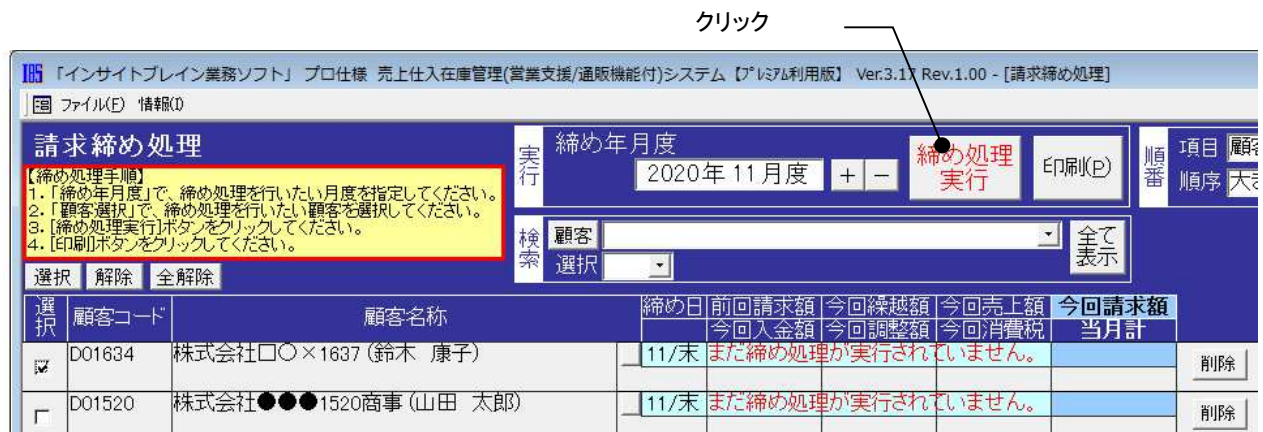 クリック
「インサイトブレイン業務ソフト」 プロ仕様 売上仕入在庫管理(営業支援/通販機能付)システム【ﾌﾟﾚﾐｱﾑ利用版】 Ver.3.17 Rev.1.00 - [請求締め処理]
ファイル(F) 情報(I)
請求締め処理
【締め処理手順】
1.「締め年月度」で、締め処理を行いたい月度を指定してください。
2.「顧客選択」で、締め処理を行いたい顧客を選択してください。
3.[締め処理実行]ボタンをクリックしてください。
4.[印刷]ボタンをクリックしてください。
選択 解除 全解除
実行
締め年月度
2020年 11月度 + −
締め処理
実行
印刷(P)
順番
項目
順序
検索
顧客
選択
全て
表示
選択 顧客コード 顧客名称 締め日 前回請求額 今回繰越額 今回売上額 今回請求額
今回入金額 今回調整額 今回消費税 当月計
D01634 株式会社□○×1637 (鈴木 康子) 11/末 まだ締め処理が実行されていません。 削除
D01520 株式会社●●●1520商事 (山田 太郎) 11/末 まだ締め処理が実行されていません。 削除